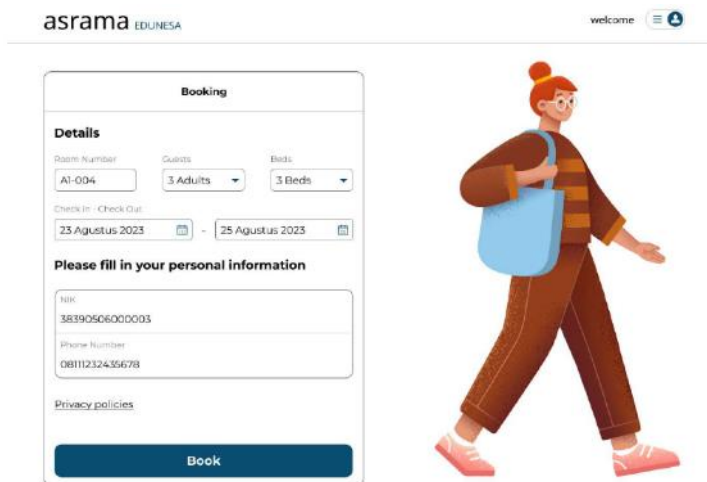 asrama EDUNESA
welcome
Booking
Details
Room Number Guests Beds
A1-004 3 Adults 3 Beds
Check In - Check Out
23 Agustus 2023 - 25 Agustus 2023
Please fill in your personal information
NIK
38390506000003
Phone Number
08111232435678
Privacy policies
Book